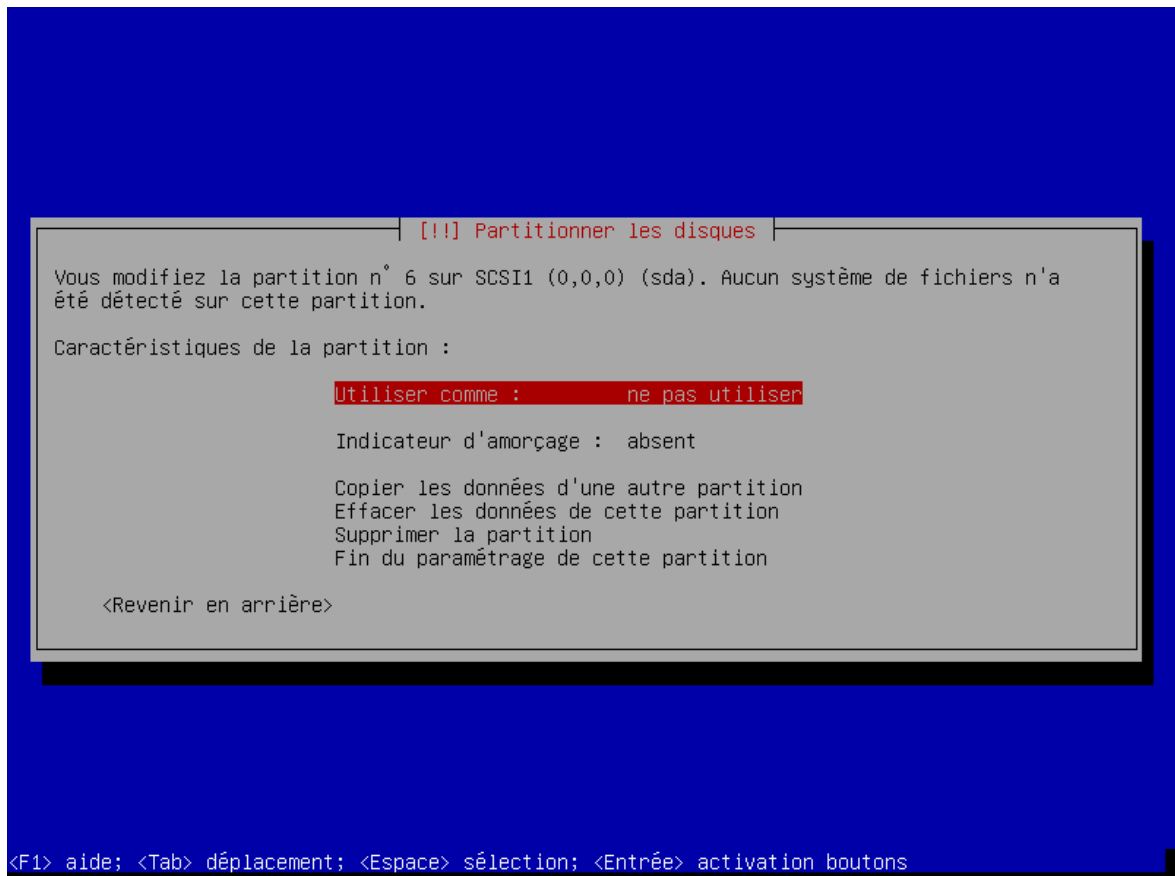 [!!] Partitionner les disques
Vous modifiez la partition n° 6 sur SCSI1 (0,0,0) (sda). Aucun système de fichiers n'a
été détecté sur cette partition.
Caractéristiques de la partition :
Utiliser comme : ne pas utiliser
Indicateur d'amorçage : absent
Copier les données d'une autre partition
Effacer les données de cette partition
Supprimer la partition
Fin du paramétrage de cette partition
<Revenir en arrière>
<F1> aide; <Tab> déplacement; <Espace> sélection; <Entrée> activation boutons